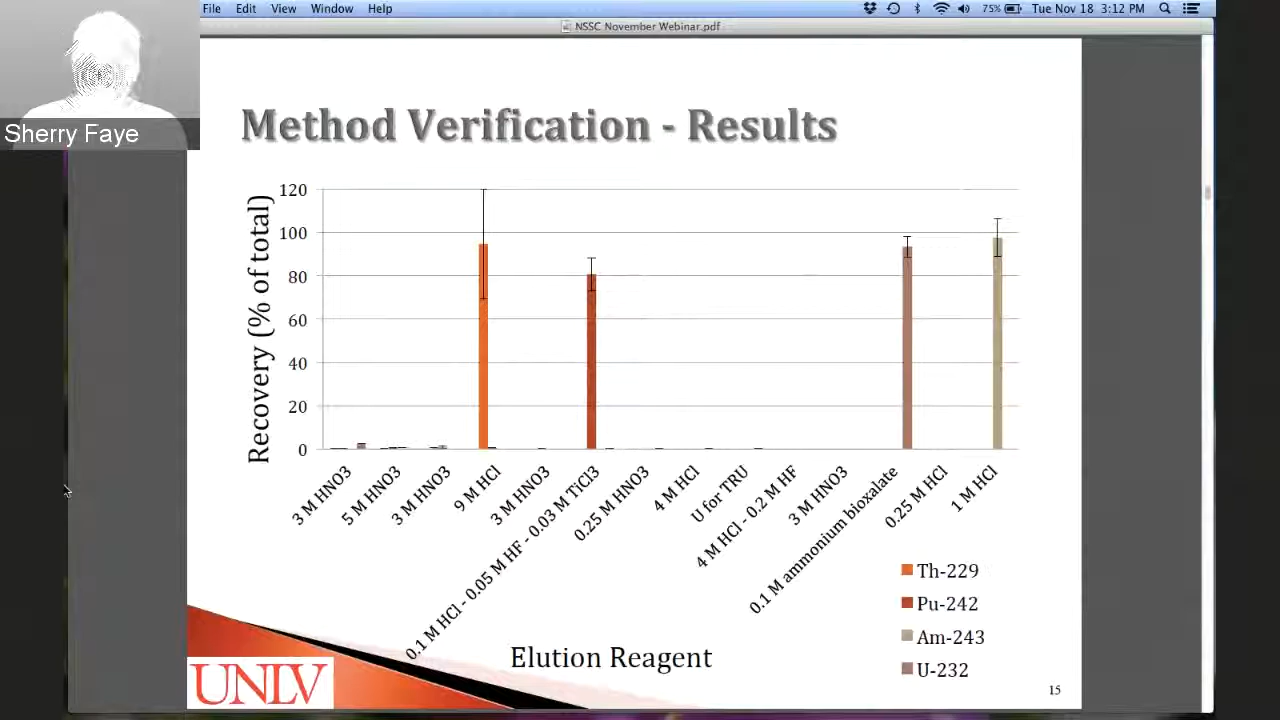 File Edit View Window Help
75% Tue Nov 18 3:12 PM
NSSC November Webinar.pdf
Sherry Faye
Method Verification - Results
Recovery (% of total)
120
100
80
60
40
20
0
3 M HNO3
5 M HNO3
3 M HNO3
9 M HCl
3 M HNO3
0.1 M HCl - 0.05 M HF - 0.03 M TiCl3
0.25 M HNO3
4 M HCl
U for TRU
4 M HCl - 0.2 M HF
3 M HNO3
0.1 M ammonium bioxalate
0.25 M HCl
1 M HCl
Elution Reagent
Th-229
Pu-242
Am-243
U-232
UNLV
15